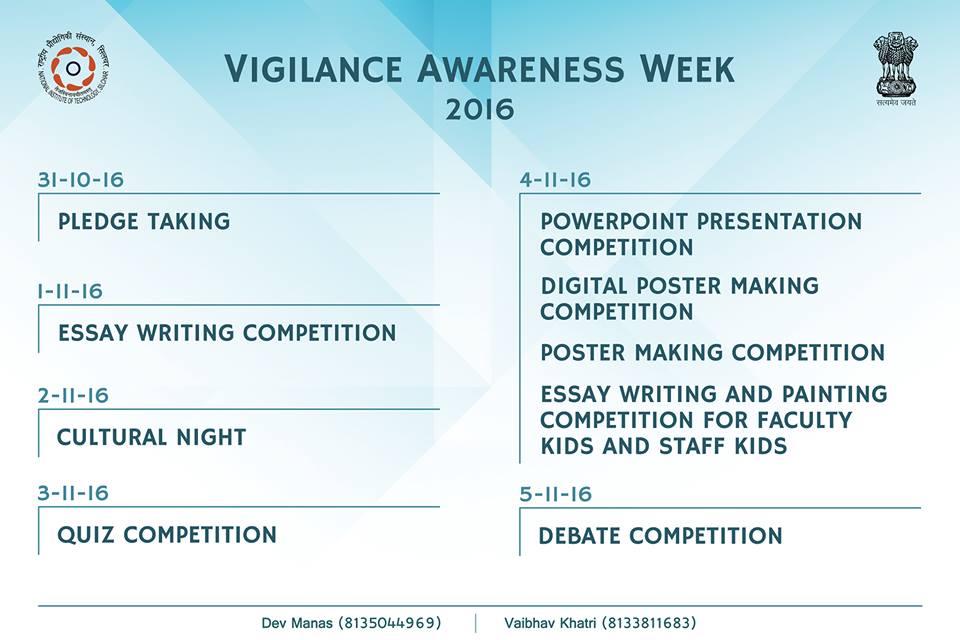 राष्ट्रीय प्रौद्योगिकी संस्थान, सिलचर
NATIONAL INSTITUTE OF TECHNOLOGY, SILCHAR
VIGILANCE AWARENESS WEEK
2016
सत्यमेव जयते
31-10-16
PLEDGE TAKING
1-11-16
ESSAY WRITING COMPETITION
2-11-16
CULTURAL NIGHT
3-11-16
QUIZ COMPETITION
4-11-16
POWERPOINT PRESENTATION
COMPETITION
DIGITAL POSTER MAKING
COMPETITION
POSTER MAKING COMPETITION
ESSAY WRITING AND PAINTING
COMPETITION FOR FACULTY
KIDS AND STAFF KIDS
5-11-16
DEBATE COMPETITION
Dev Manas (8135044969) | Vaibhav Khatri (8133811683)